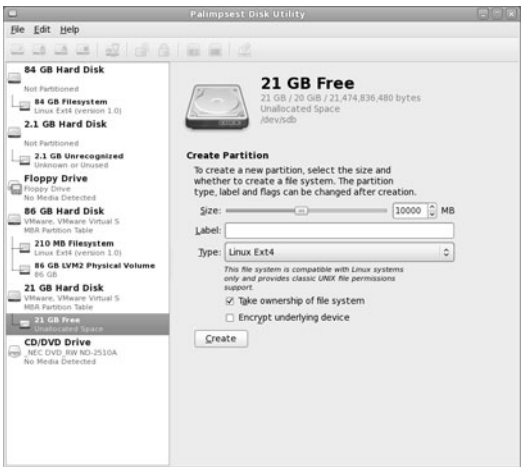 Palimpsest Disk Utility
File Edit Help
84 GB Hard Disk
Not Partitioned
84 GB Filesystem
Linux Ext4 (version 1.0)
2.1 GB Hard Disk
Not Partitioned
2.1 GB Unrecognized
Unknown or Unused
Floppy Drive
Floppy Drive
No Media Detected
86 GB Hard Disk
VMware, VMware Virtual S
MBR Partition Table
210 MB Filesystem
Linux Ext4 (version 1.0)
86 GB LVM2 Physical Volume
86 GB
21 GB Hard Disk
VMware, VMware Virtual S
MBR Partition Table
21 GB Free
Unallocated Space
CD/DVD Drive
_NEC DVD_RW ND-2510A
No Media Detected
21 GB Free
21 GB / 20 GiB / 21,474,836,480 bytes
Unallocated Space
/dev/sdb
Create Partition
To create a new partition, select the size and
whether to create a file system. The partition
type, label and flags can be changed after creation.
Size: 10000 MB
Label:
Type: Linux Ext4
This file system is compatible with Linux systems
only and provides classic UNIX file permissions
support.
Take ownership of file system
Encrypt underlying device
Create